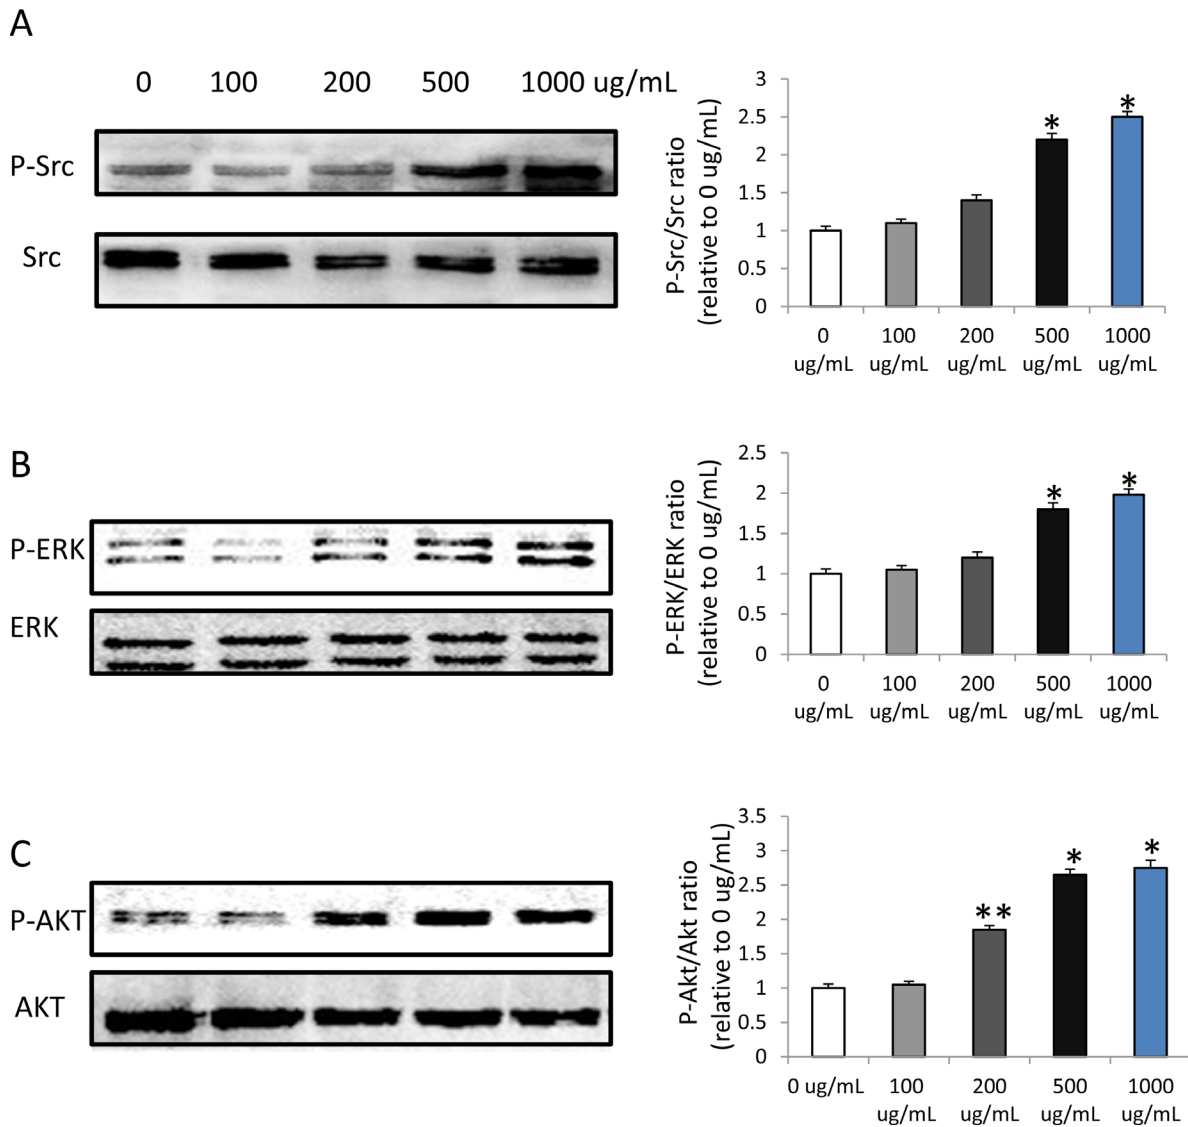 A
0 100 200 500 1000 ug/mL
P-Src
Src
P-Src/Src ratio
(relative to 0 ug/mL)
3
2.5
2
1.5
1
0.5
0
*
*
0 100 200 500 1000
ug/mL ug/mL ug/mL ug/mL ug/mL
B
P-ERK
ERK
P-ERK/ERK ratio
(relative to 0 ug/mL)
2.5
2
1.5
1
0.5
0
*
*
0 100 200 500 1000
ug/mL ug/mL ug/mL ug/mL ug/mL
C
P-AKT
AKT
P-Akt/Akt ratio
(relative to 0 ug/mL)
3.5
3
2.5
2
1.5
1
0.5
0
**
*
*
0 ug/mL 100 200 500 1000
ug/mL ug/mL ug/mL ug/mL